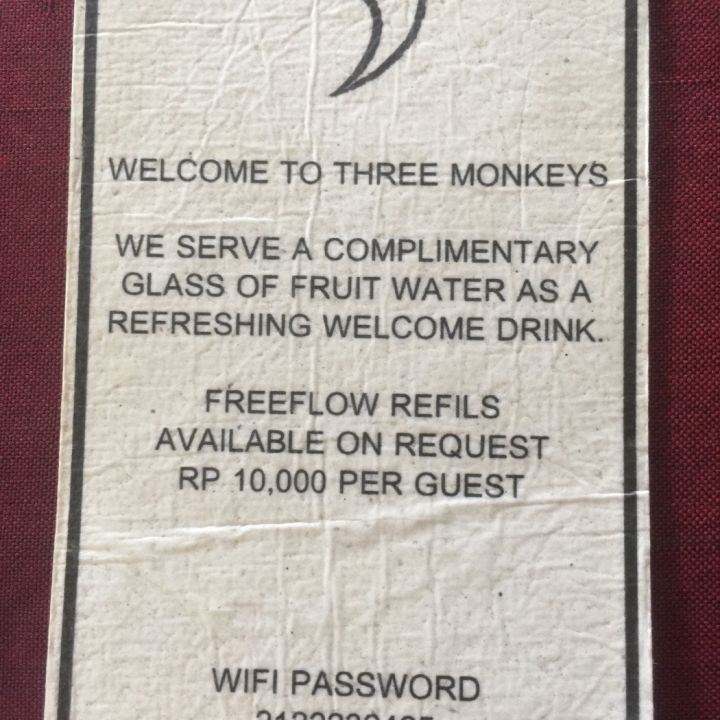 WELCOME TO THREE MONKEYS
WE SERVE A COMPLIMENTARY
GLASS OF FRUIT WATER AS A
REFRESHING WELCOME DRINK.
FREEFLOW REFILS
AVAILABLE ON REQUEST
RP 10,000 PER GUEST
WIFI PASSWORD